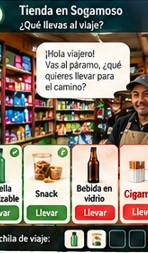 Tienda en Sogamoso
¿Qué llevas al viaje?
¡Hola viajero!
Vas al páramo, ¿qué
quieres llevar para
el camino?
ella
izable
Snack
Bebida en
vidrio
Cigarr
var
Llevar
Llevar
Llevar
chila de viaje: